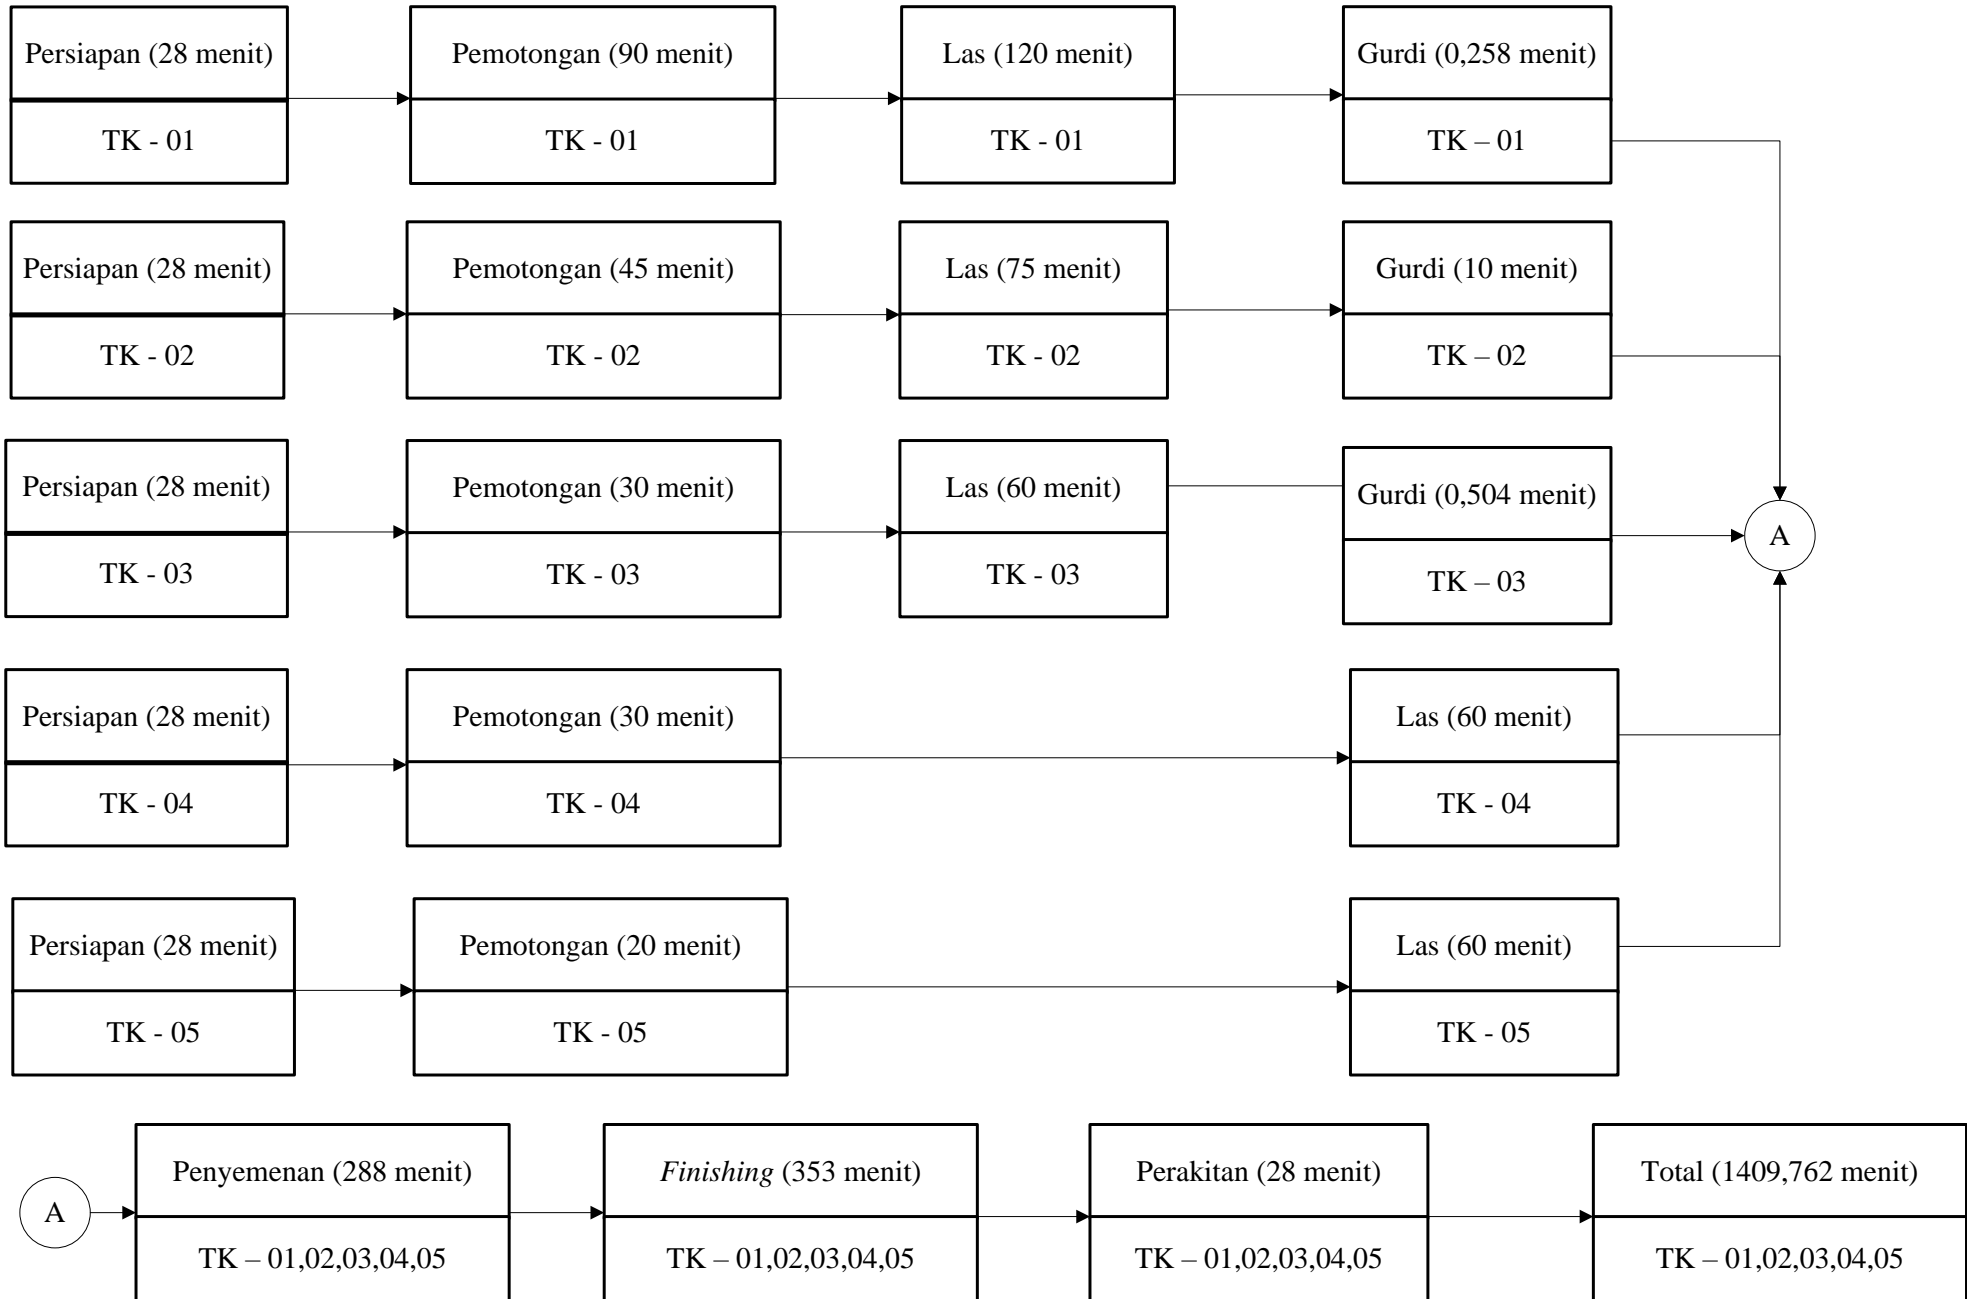 Persiapan (28 menit)
TK - 01
Pemotongan (90 menit)
TK - 01
Las (120 menit)
TK - 01
Gurdi (0,258 menit)
TK – 01
Persiapan (28 menit)
TK - 02
Pemotongan (45 menit)
TK - 02
Las (75 menit)
TK - 02
Gurdi (10 menit)
TK – 02
Persiapan (28 menit)
TK - 03
Pemotongan (30 menit)
TK - 03
Las (60 menit)
TK - 03
Gurdi (0,504 menit)
TK – 03
A
Persiapan (28 menit)
TK - 04
Pemotongan (30 menit)
TK - 04
Las (60 menit)
TK - 04
Persiapan (28 menit)
TK - 05
Pemotongan (20 menit)
TK - 05
Las (60 menit)
TK - 05
A
Penyemenan (288 menit)
TK – 01,02,03,04,05
Finishing (353 menit)
TK – 01,02,03,04,05
Perakitan (28 menit)
TK – 01,02,03,04,05
Total (1409,762 menit)
TK – 01,02,03,04,05